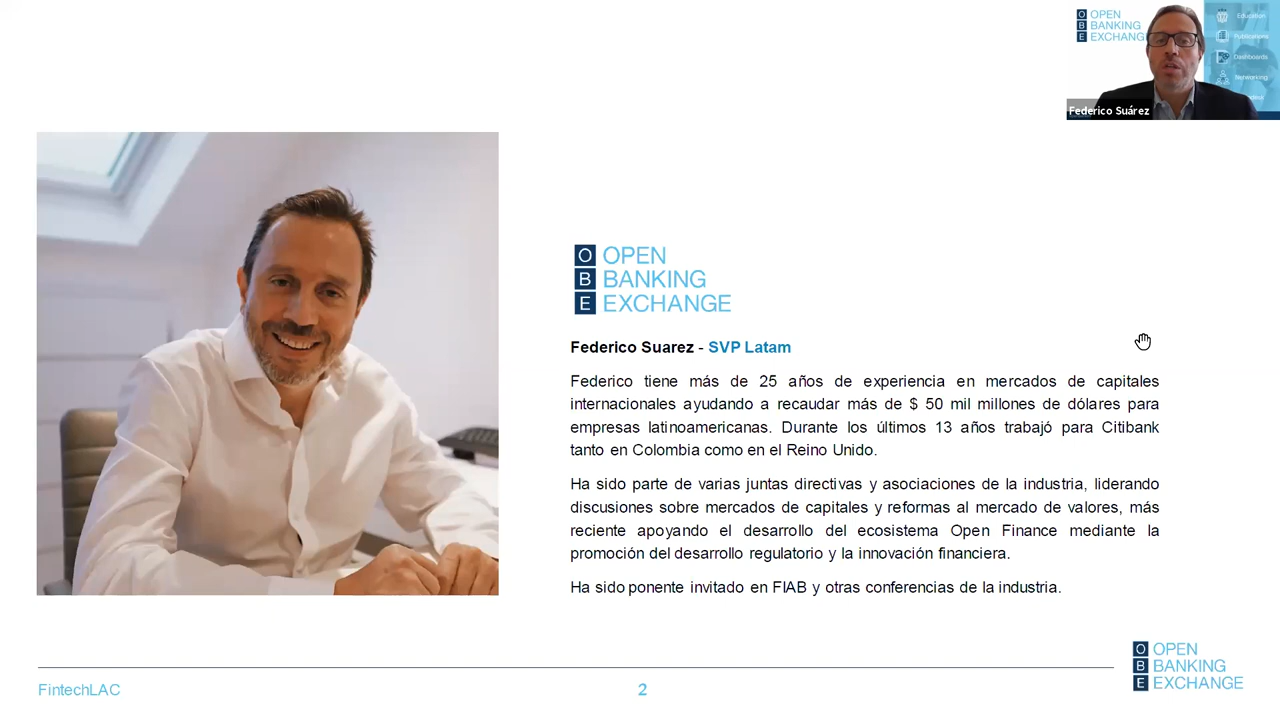 O OPEN
B BANKING
E EXCHANGE
Education
Publications
Dashboards
Networking
Federico Suárez
O OPEN
B BANKING
E EXCHANGE
Federico Suarez - SVP Latam
Federico tiene más de 25 años de experiencia en mercados de capitales
internacionales ayudando a recaudar más de $ 50 mil millones de dólares para
empresas latinoamericanas. Durante los últimos 13 años trabajó para Citibank
tanto en Colombia como en el Reino Unido.
Ha sido parte de varias juntas directivas y asociaciones de la industria, liderando
discusiones sobre mercados de capitales y reformas al mercado de valores, más
reciente apoyando el desarrollo del ecosistema Open Finance mediante la
promoción del desarrollo regulatorio y la innovación financiera.
Ha sido ponente invitado en FIAB y otras conferencias de la industria.
O OPEN
B BANKING
E EXCHANGE
FintechLAC
2